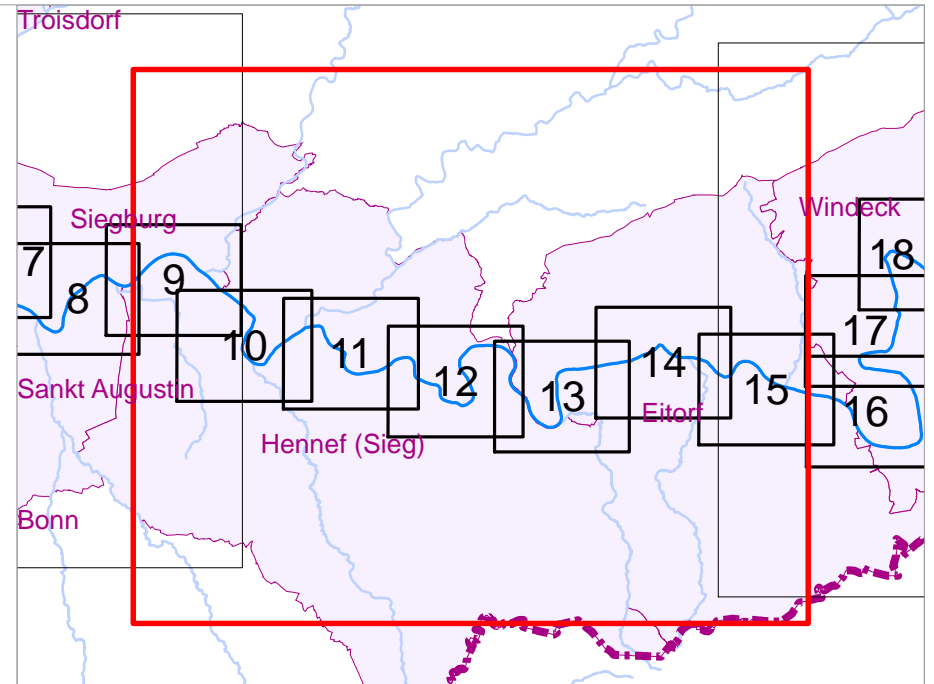 Troisdorf
Siegburg
Windeck
7
8
9
18
10
11
17
12
13
14
15
16
Sankt Augustin
Eitorf
Hennef (Sieg)
Bonn